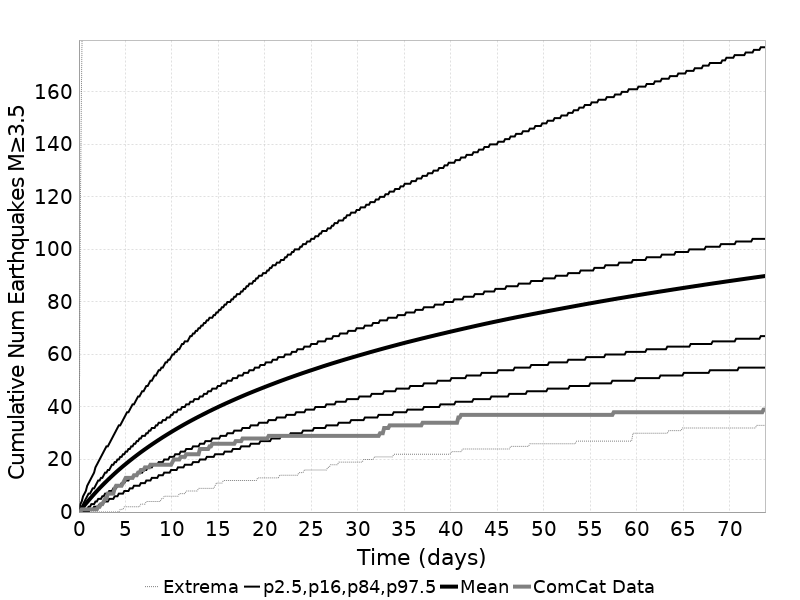 Cumulative Num Earthquakes M≥3.5
160
140
120
100
80
60
40
20
0
0 5 10 15 20 25 30 35 40 45 50 55 60 65 70
Time (days)
Extrema p2.5,p16,p84,p97.5 Mean ComCat Data